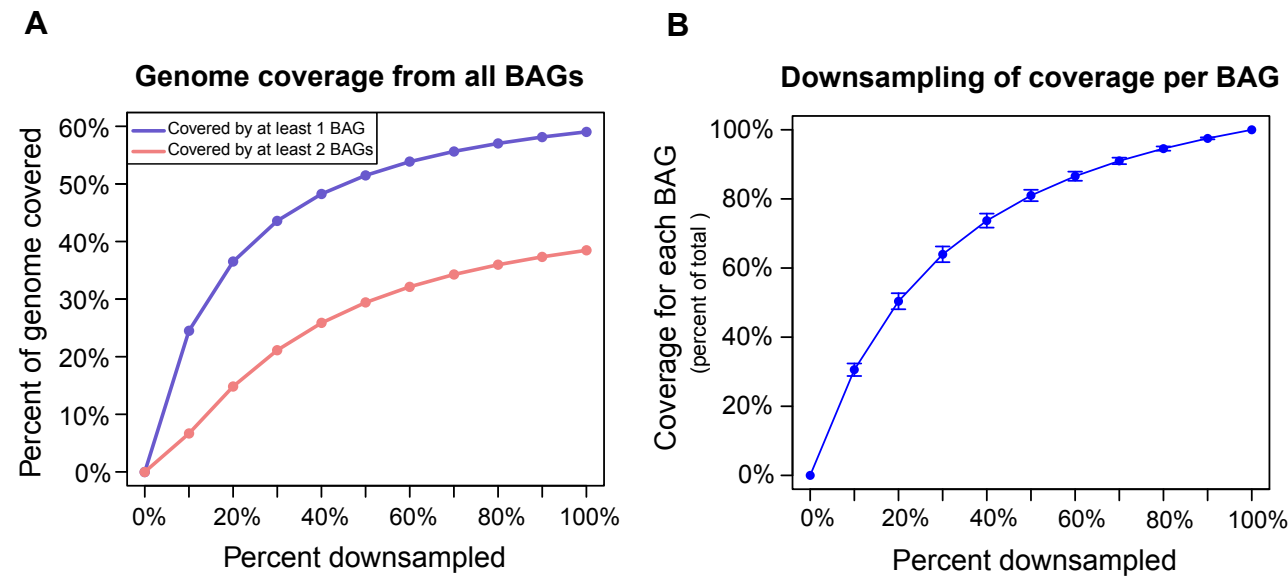 A
Genome coverage from all BAGs
Percent of genome covered
60%
50%
40%
30%
20%
10%
0%
Covered by at least 1 BAG
Covered by at least 2 BAGs
0% 20% 40% 60% 80% 100%
Percent downsampled
B
Downsampling of coverage per BAG
Coverage for each BAG
(percent of total )
100%
80%
60%
40%
20%
0%
0% 20% 40% 60% 80% 100%
Percent downsampled